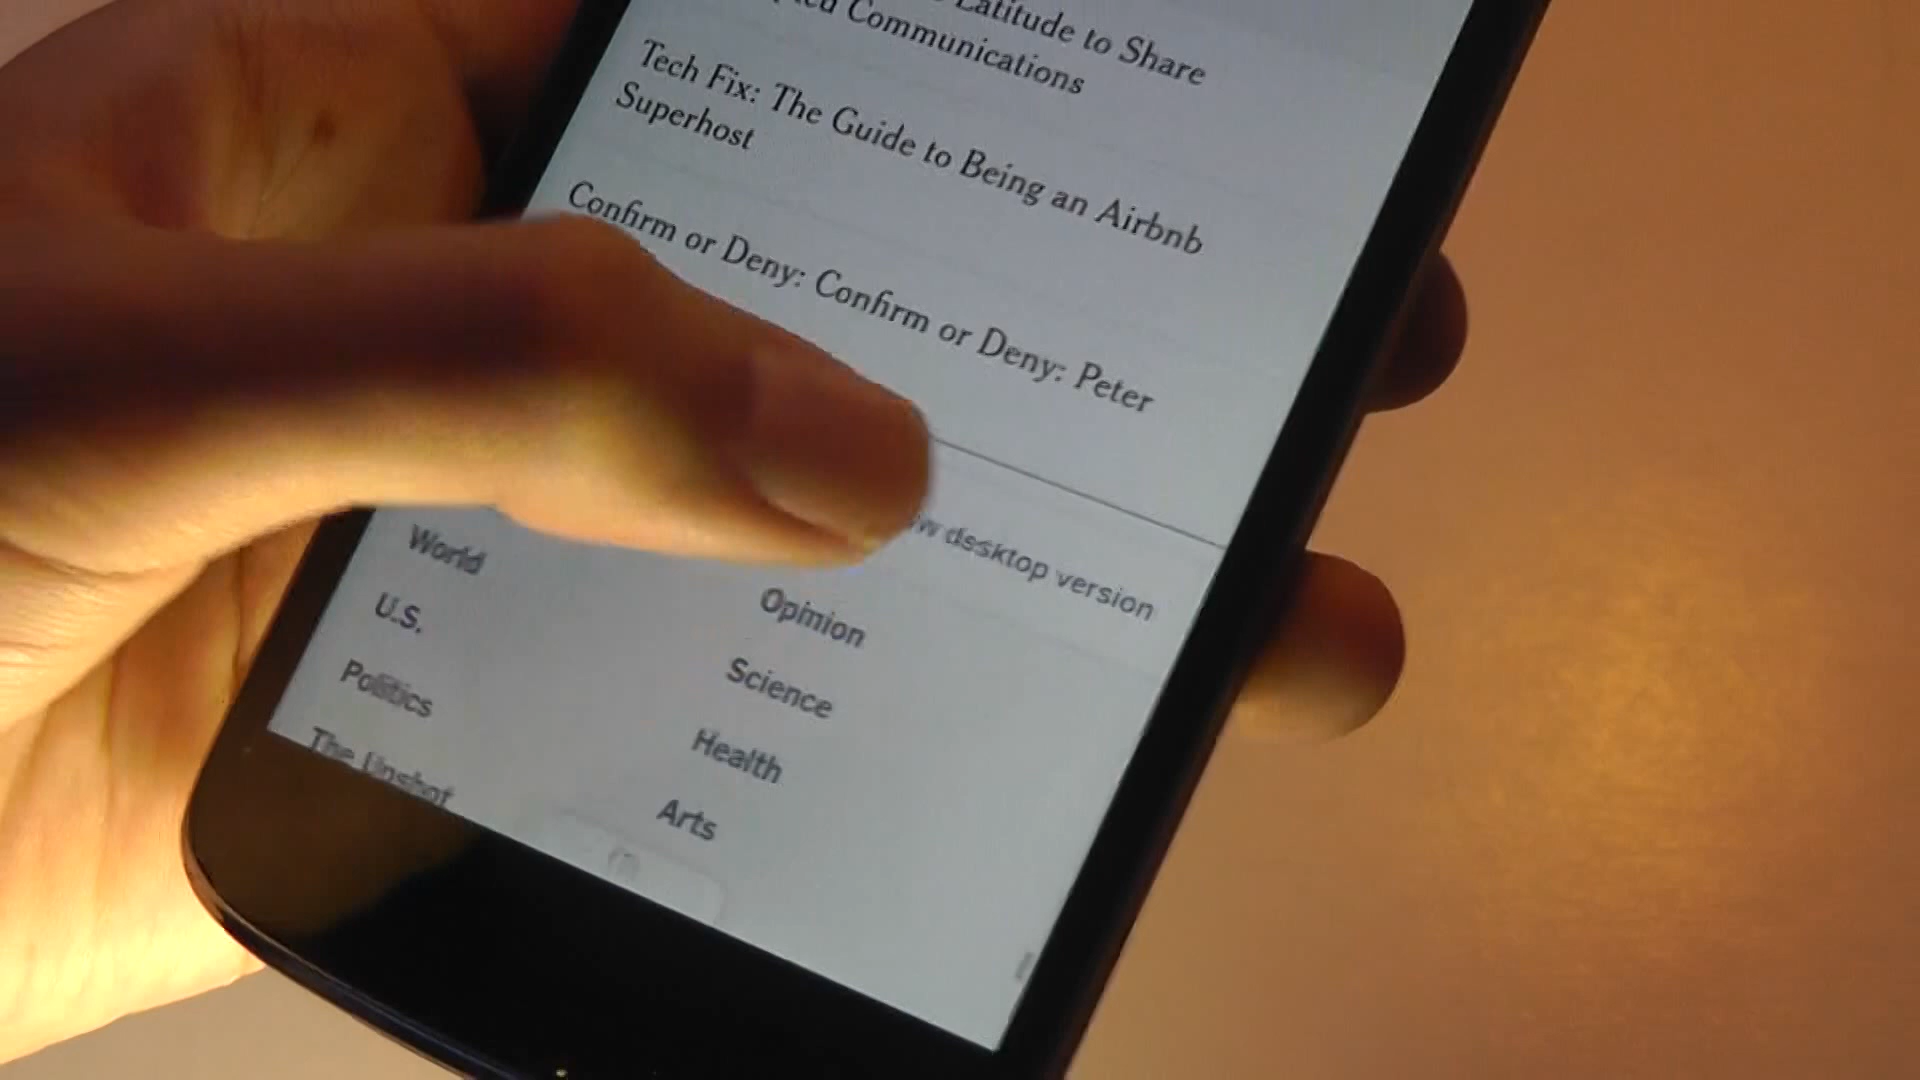 Latitude to Share
Communications
Tech Fix: The Guide to Being an Airbnb
Superhost
Confirm or Deny: Confirm or Deny: Peter
desktop version
World
Opinion
U.S.
Science
Politics
Health
The Upshot
Arts